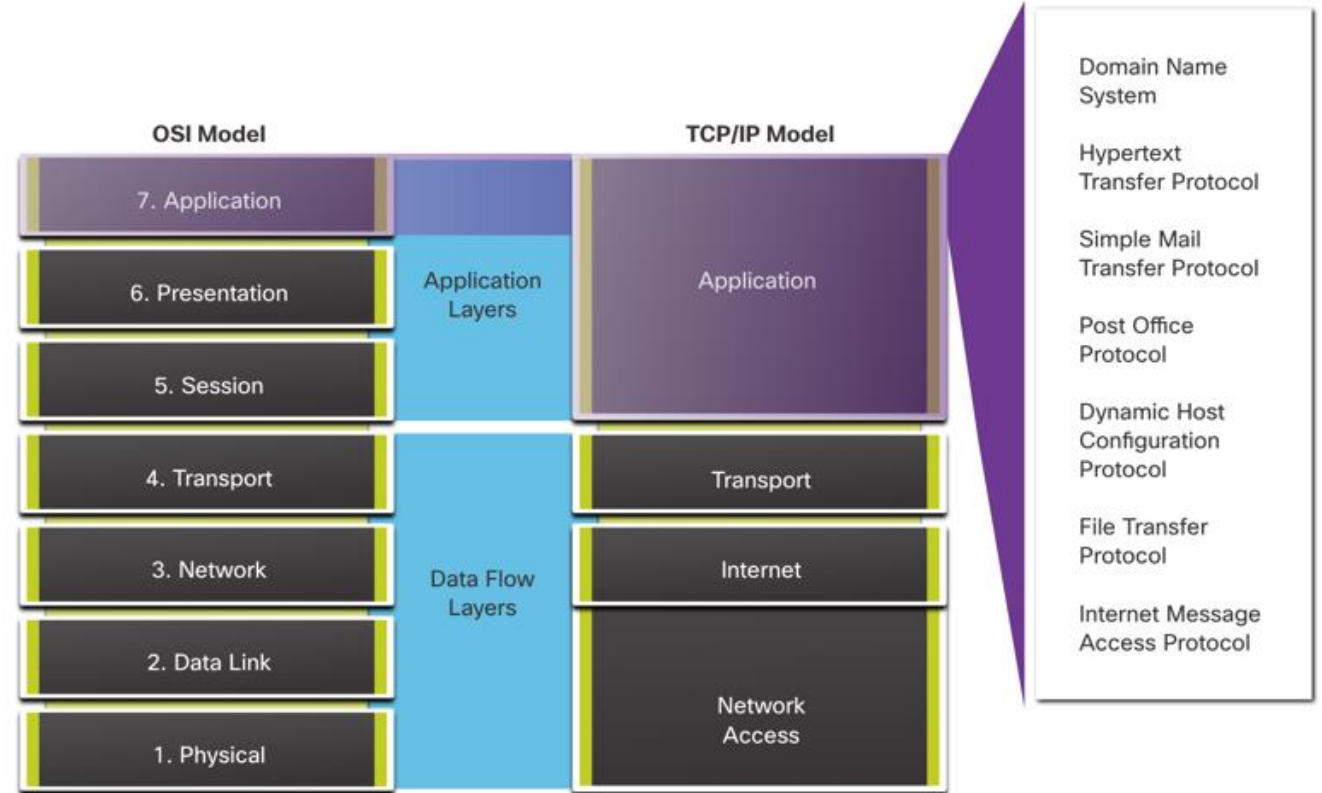 OSI Model
7. Application
6. Presentation
5. Session
4. Transport
3. Network
2. Data Link
1. Physical
Application
Layers
Data Flow
Layers
TCP/IP Model
Application
Transport
Internet
Network
Access
Domain Name
System
Hypertext
Transfer Protocol
Simple Mail
Transfer Protocol
Post Office
Protocol
Dynamic Host
Configuration
Protocol
File Transfer
Protocol
Internet Message
Access Protocol